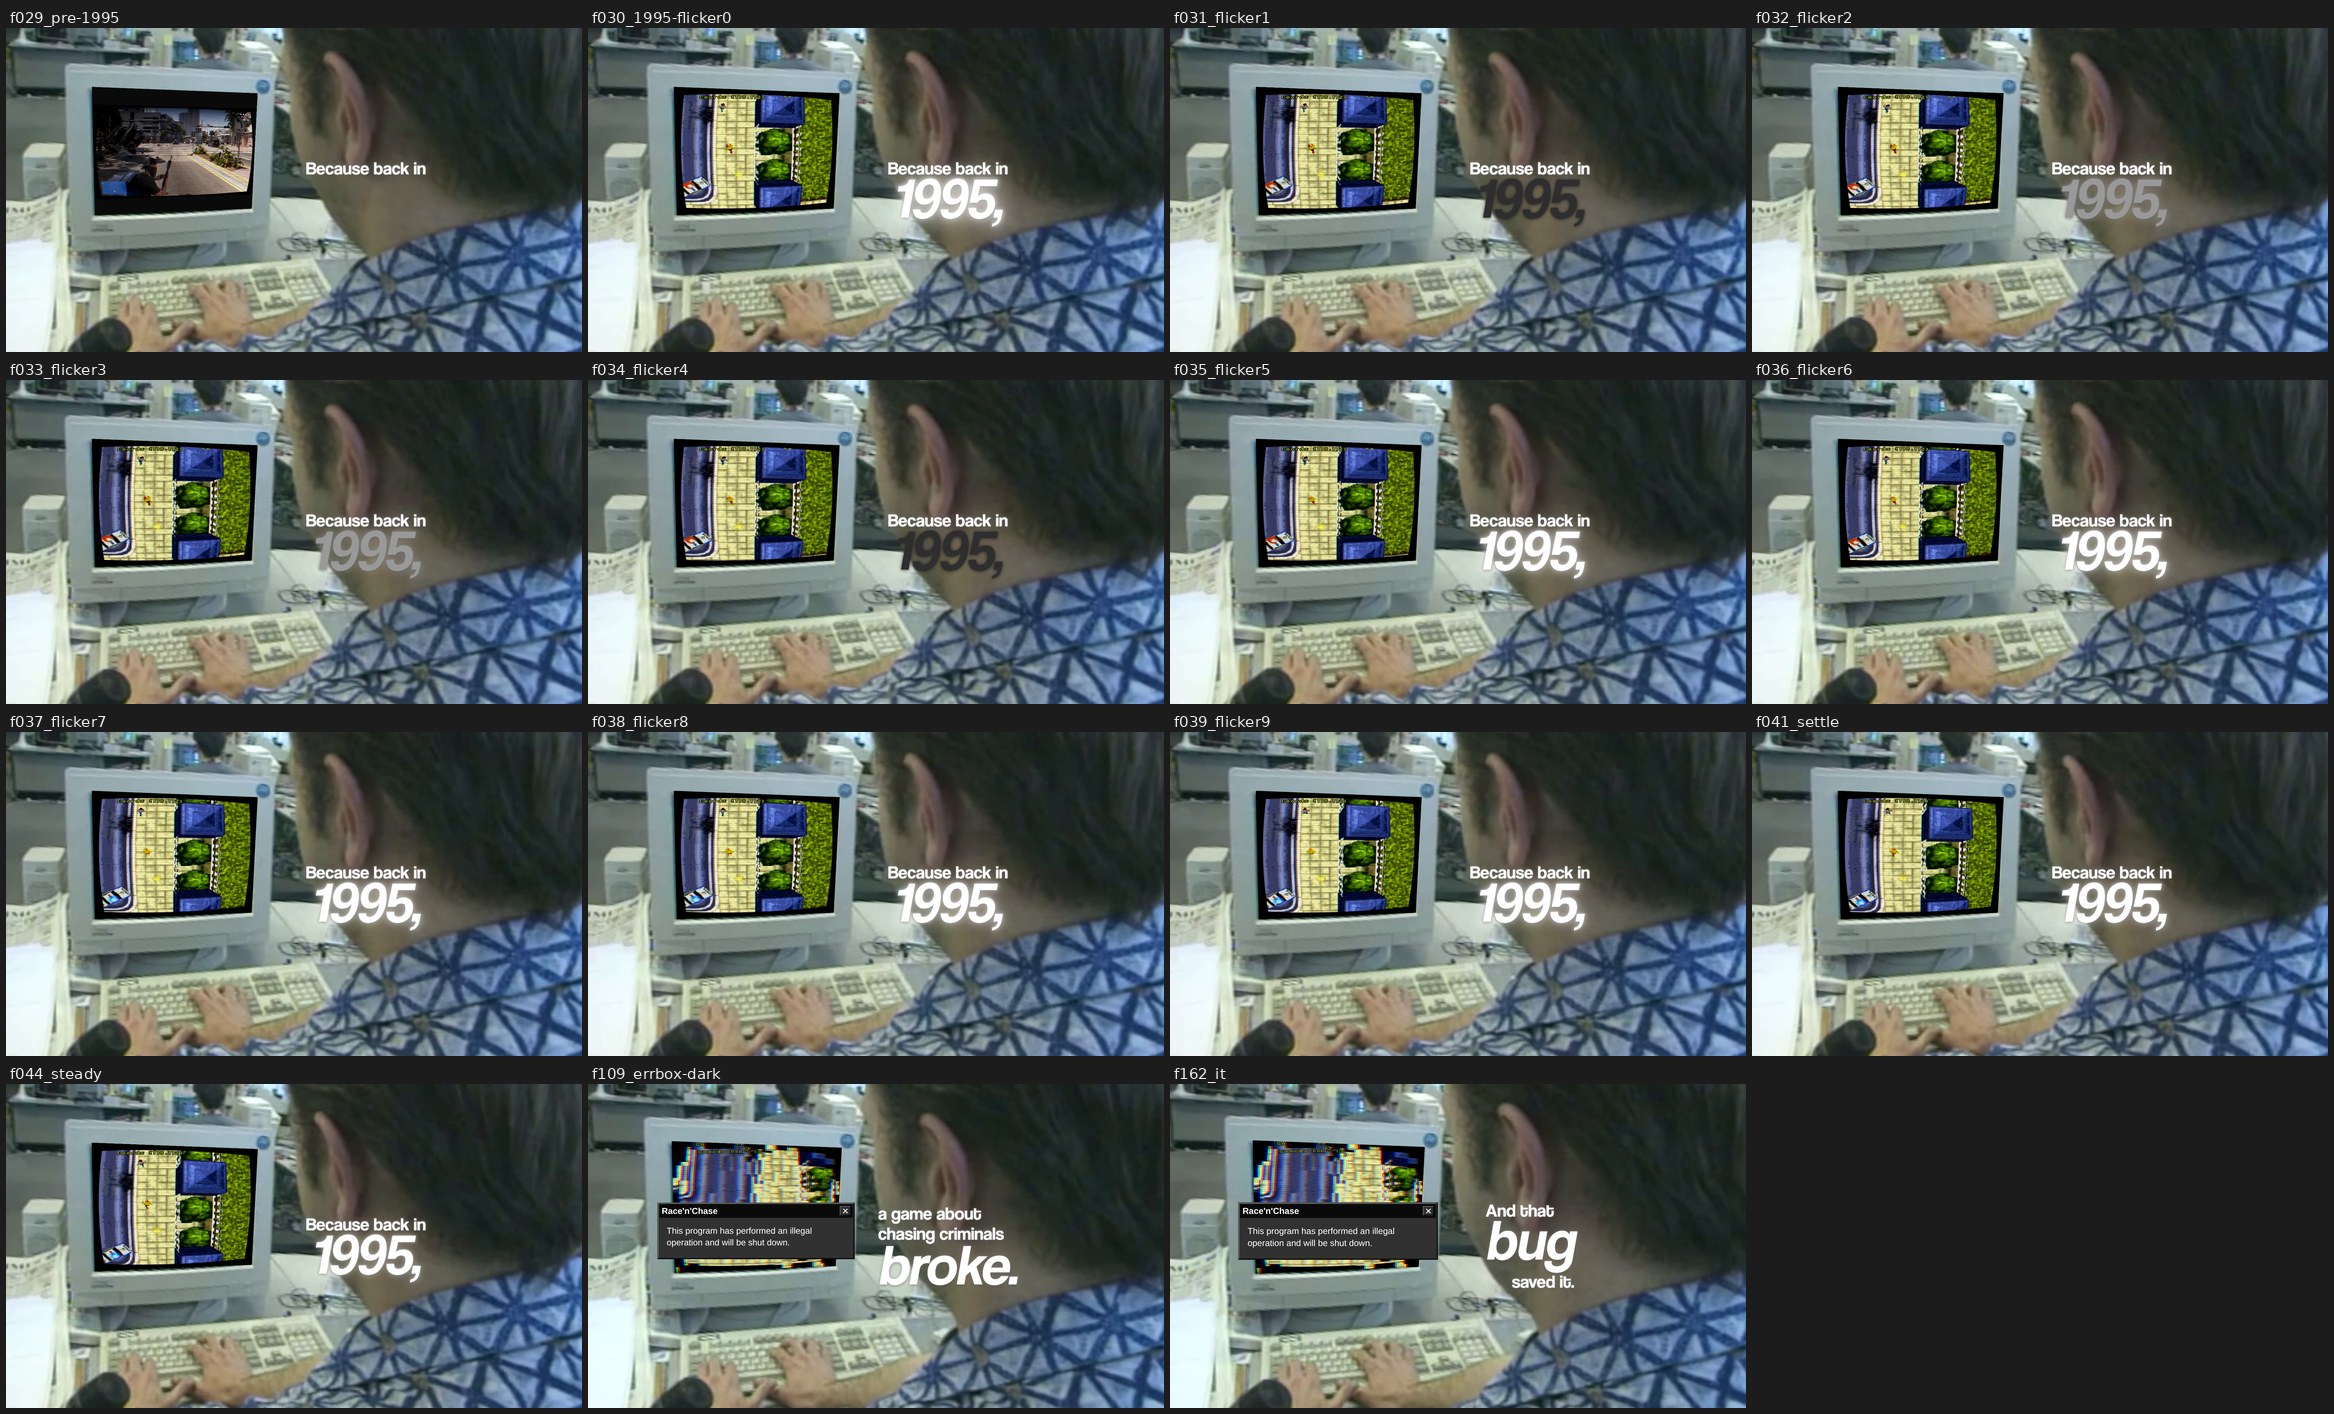 f029_pre-1995
Because back in
f030_1995-flicker0
Because back in
1995,
f031_flicker1
Because back in
1995,
f032_flicker2
Because back in
1995,
f033_flicker3
Because back in
1995,
f034_flicker4
Because back in
1995,
f035_flicker5
Because back in
1995,
f036_flicker6
Because back in
1995,
f037_flicker7
Because back in
1995,
f038_flicker8
Because back in
1995,
f039_flicker9
Because back in
1995,
f041_settle
Because back in
1995,
f044_steady
Because back in
1995,
f109_errbox-dark
Race'n'Chase
This program has performed an illegal
operation and will be shut down.
a game about
chasing criminals
broke.
f162_it
Race'n'Chase
This program has performed an illegal
operation and will be shut down.
And that
bug
saved it.